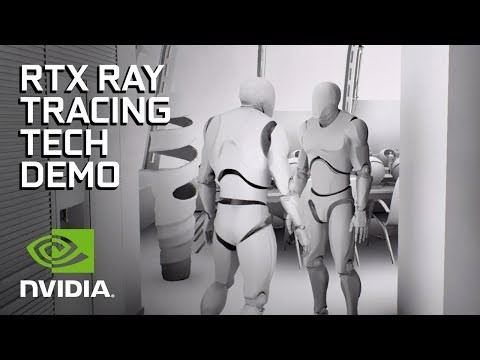 RTX RAY
TRACING
TECH
DEMO
NVIDIA.